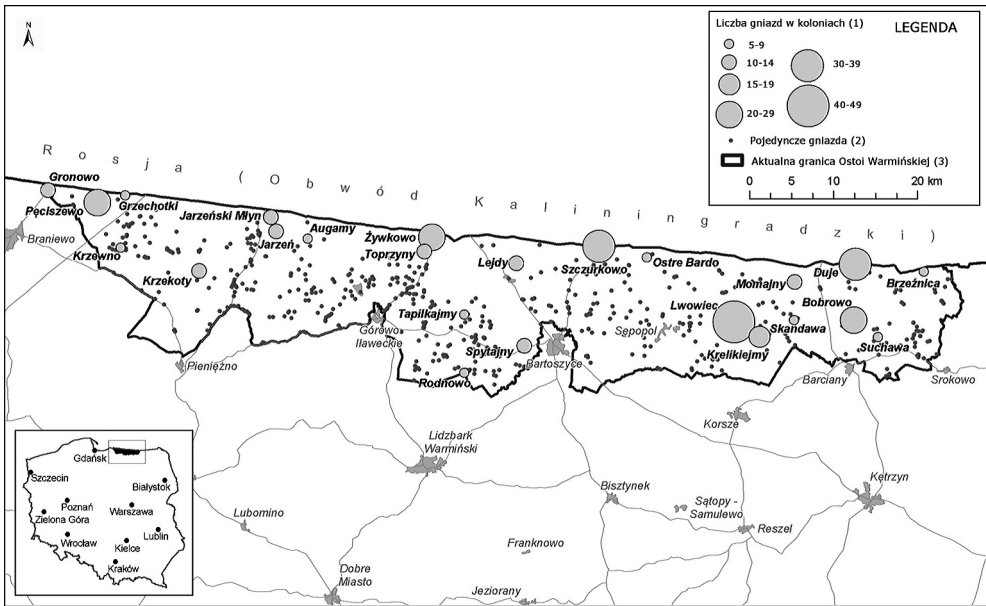 N
Liczba gniazd w koloniach (1)
LEGENDA
5-9
10-14
15-19
20-29
30-39
40-49
Pojedyncze gniazda (2)
Aktualna granica Ostoi Warmińskiej (3)
0 5 10 20 km
Rosja (Obwód Kaliningradzki)
Gronowo
Pęciszewo
Grzechotki
Braniewo
Krzewno
Krzekoty
Jarzeński Młyn
Jarzeń
Augamy
Żywkowo
Toprzyny
Lejdy
Szczurkowo
Ostre Bardo
Momajny
Duje
Brzeźnica
Lwowiec
Bobrowo
Skandawa
Krelikiejmy
Suchawa
Tapilkajmy
Sępopol
Górowo
Iławeckie
Spytajny
Bartoszyce
Rodnowo
Pieniężno
Barciany
Srokowo
Korsze
Lidzbark
Warmiński
Kętrzyn
Bisztynek
Sątopy -
Samulewo
Reszel
Lubomino
Franknowo
Dobre
Miasto
Jeziorany
Gdańsk
Szczecin
Białystok
Poznań
Warszawa
Zielona Góra
Lublin
Wrocław
Kielce
Kraków